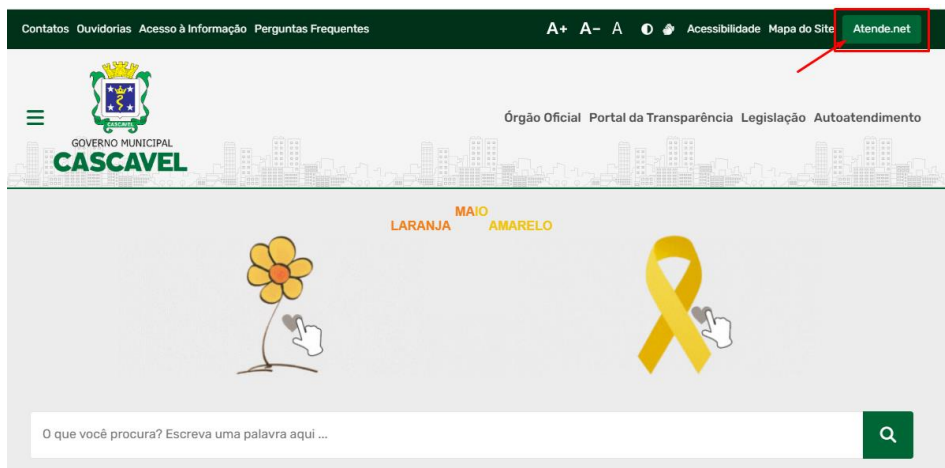 Contatos Ouvidorias Acesso à Informação Perguntas Frequentes A+ A- A Acessibilidade Mapa do Site Atende.net
CASCAVEL
Órgão Oficial Portal da Transparência Legislação Autoatendimento
GOVERNO MUNICIPAL
CASCAVEL
MAIO
LARANJA AMARELO
O que você procura? Escreva uma palavra aqui ...